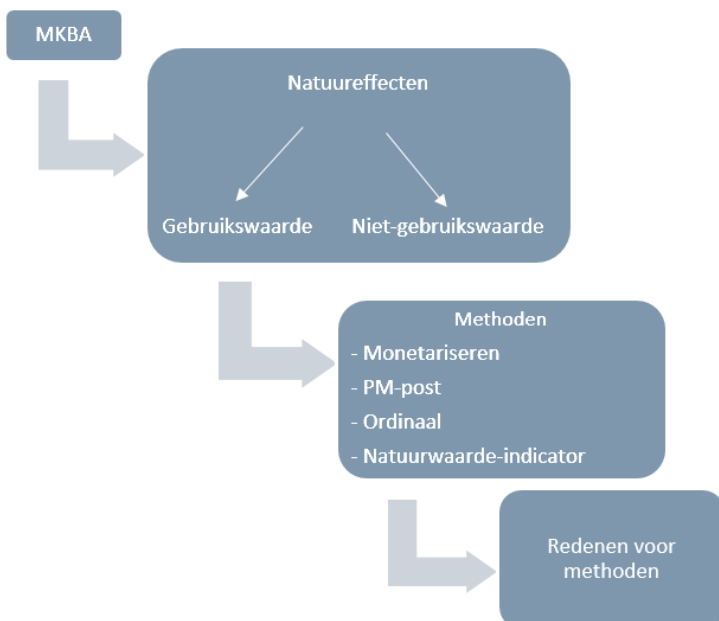 MKBA
Natuureffecten
Gebruikswaarde
Niet-gebruikswaarde
Methoden
- Monetariseren
- PM-post
- Ordinaal
- Natuurwaarde-indicator
Redenen voor
methoden